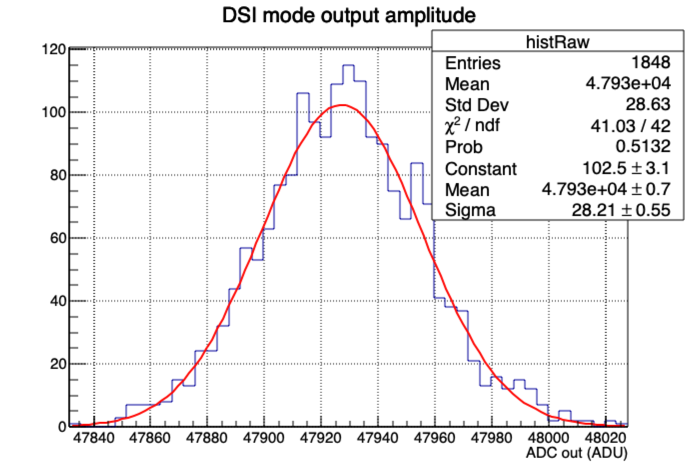 DSI mode output amplitude
histRaw
Entries 1848
Mean 4.793e+04
Std Dev 28.63
χ² / ndf 41.03 / 42
Prob 0.5132
Constant 102.5 ± 3.1
Mean 4.793e+04 ± 0.7
Sigma 28.21 ± 0.55
120
100
80
60
40
20
0
47840 47860 47880 47900 47920 47940 47960 47980 48000 48020
ADC out (ADU)